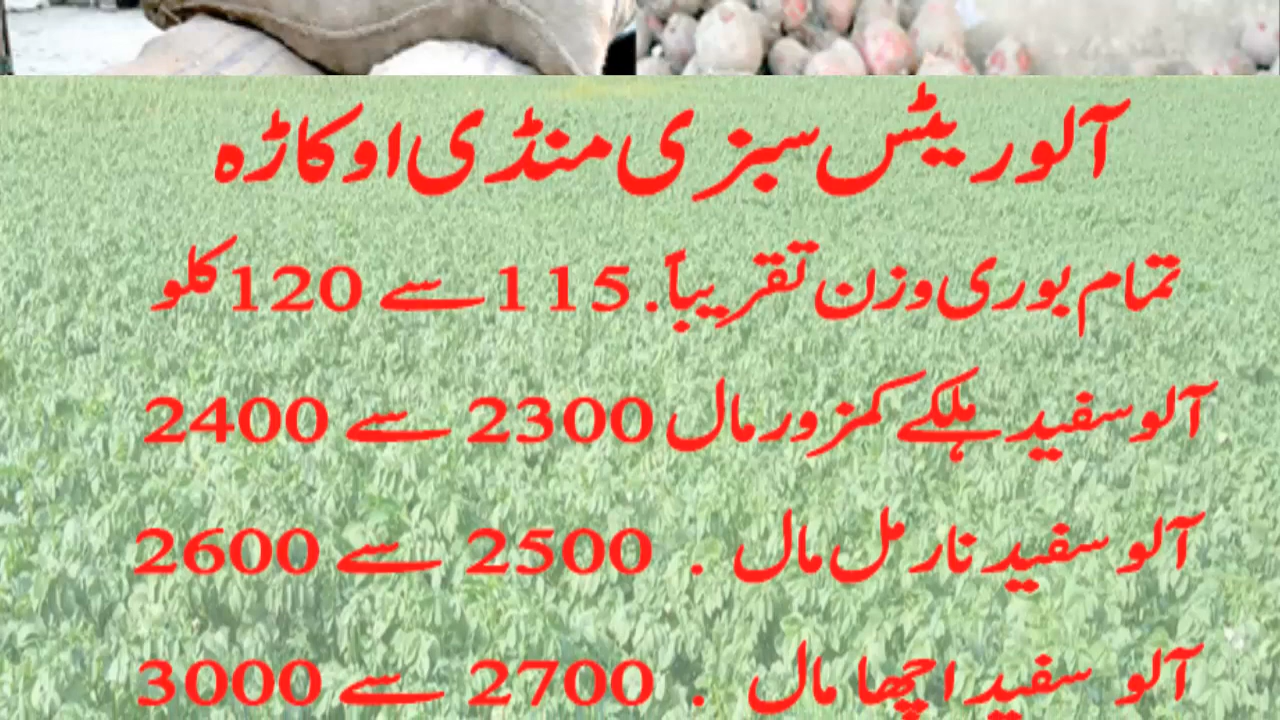 آلو ریٹس سبزی منڈی اوکاڑہ
تمام بوری وزن تقریباً. 115 سے 120 کلو
آلو سفید ہلکے کمزور مال 2300 سے 2400
آلو سفید نارمل مال . 2500 سے 2600
آلو سفید اچھا مال . 2700 سے 3000